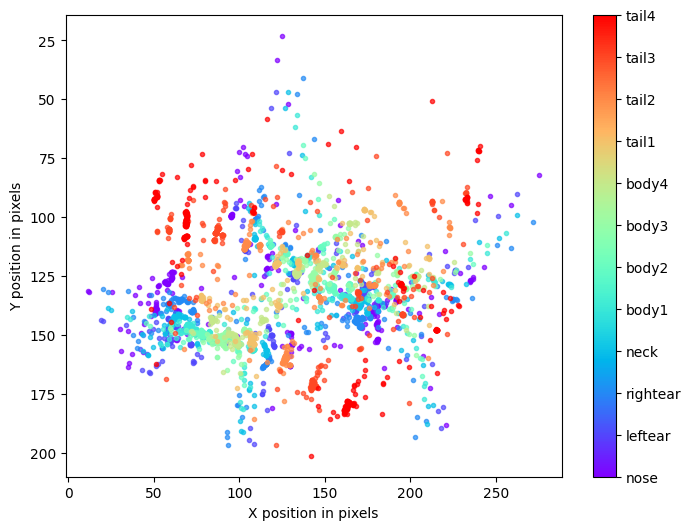 25
50
75
100
125
150
175
200
0
50
100
150
200
250
Y position in pixels
X position in pixels
tail4
tail3
tail2
tail1
body4
body3
body2
body1
neck
rightear
leftear
nose